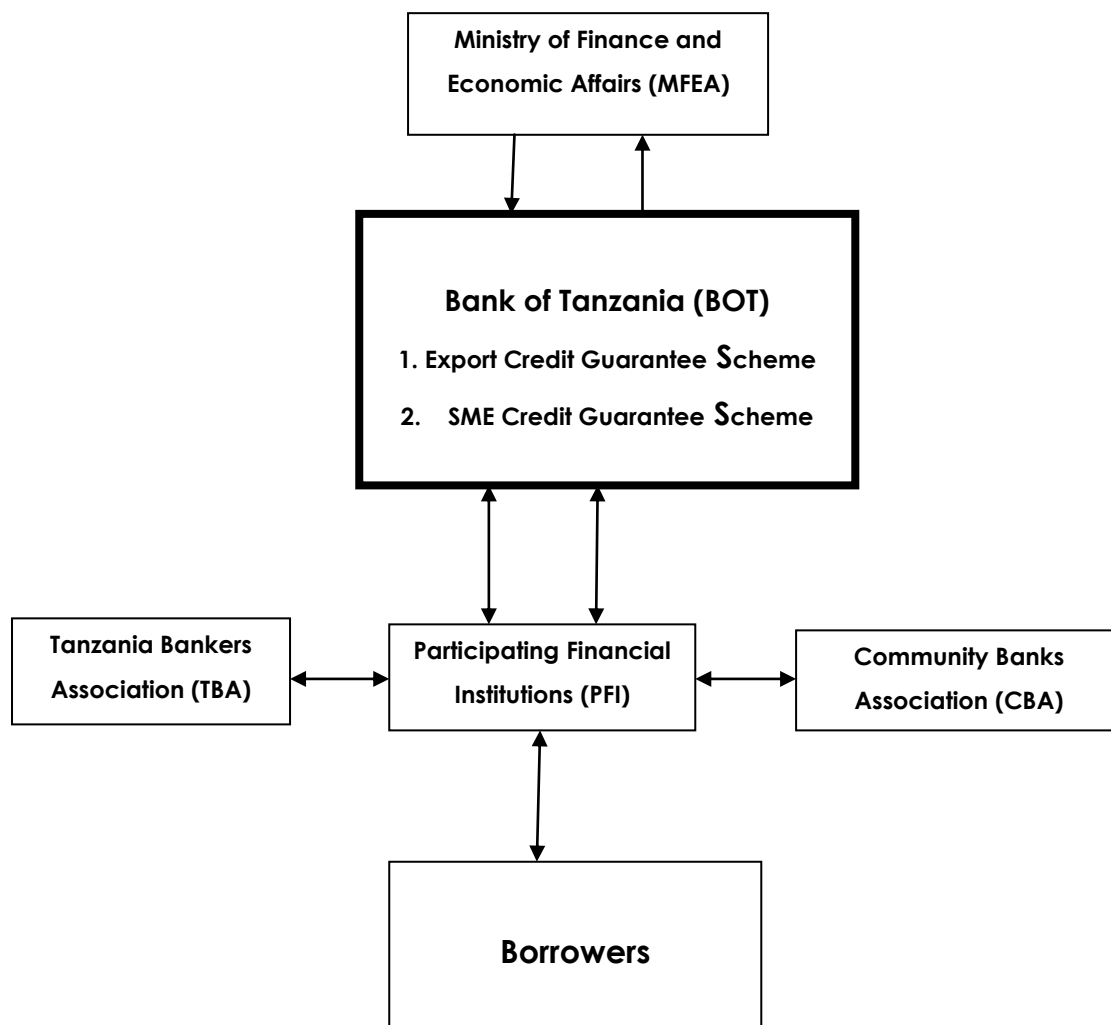 Ministry of Finance and
Economic Affairs (MFEA)
Bank of Tanzania (BOT)
1. Export Credit Guarantee Scheme
2. SME Credit Guarantee Scheme
Tanzania Bankers
Association (TBA)
Participating Financial
Institutions (PFI)
Community Banks
Association (CBA)
Borrowers